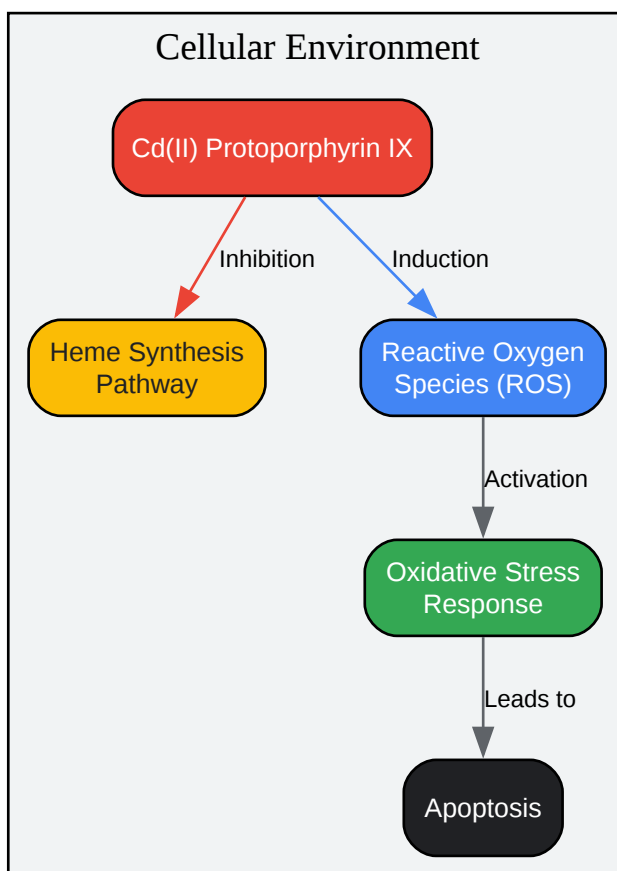 Cellular Environment
Cd(II) Protoporphyrin IX
Inhibition
Induction
Heme Synthesis
Pathway
Reactive Oxygen
Species (ROS)
Activation
Oxidative Stress
Response
Leads to
Apoptosis